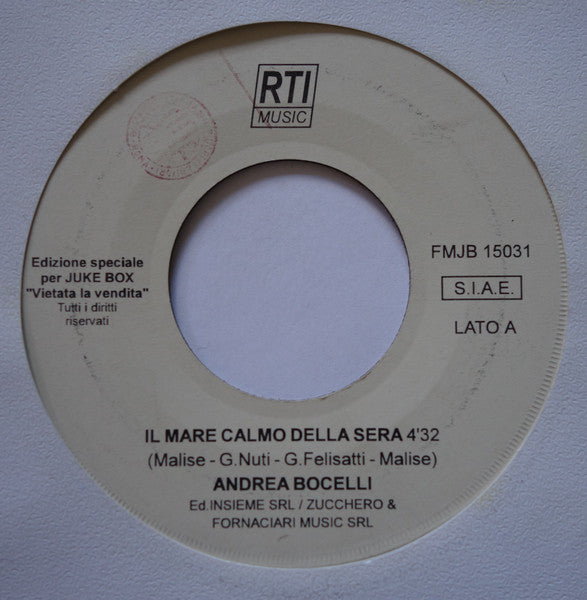 RTI
MUSIC
Edizione speciale
per JUKE BOX
"Vietata la vendita"
Tutti i diritti
riservati
FMJB 15031
S.I.A.E.
LATO A
IL MARE CALMO DELLA SERA 4'32
(Malise - G.Nuti - G.Felisatti - Malise)
ANDREA BOCELLI
Ed.INSIEME SRL / ZUCCHERO &
FORNACIARI MUSIC SRL